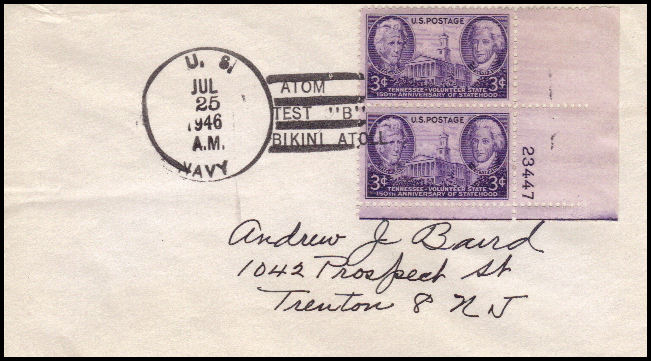 U. S.
JUL
25
1946
A.M.
NAVY
ATOM
TEST "B"
BIKINI ATOLL.
U.S. POSTAGE
3¢ 3¢
TENNESSEE - VOLUNTEER STATE
150TH ANNIVERSARY OF STATEHOOD
U.S. POSTAGE
3¢ 3¢
TENNESSEE - VOLUNTEER STATE
150TH ANNIVERSARY OF STATEHOOD
23447
Andrew J. Baird
1042 Prospect St
Trenton 8 N J